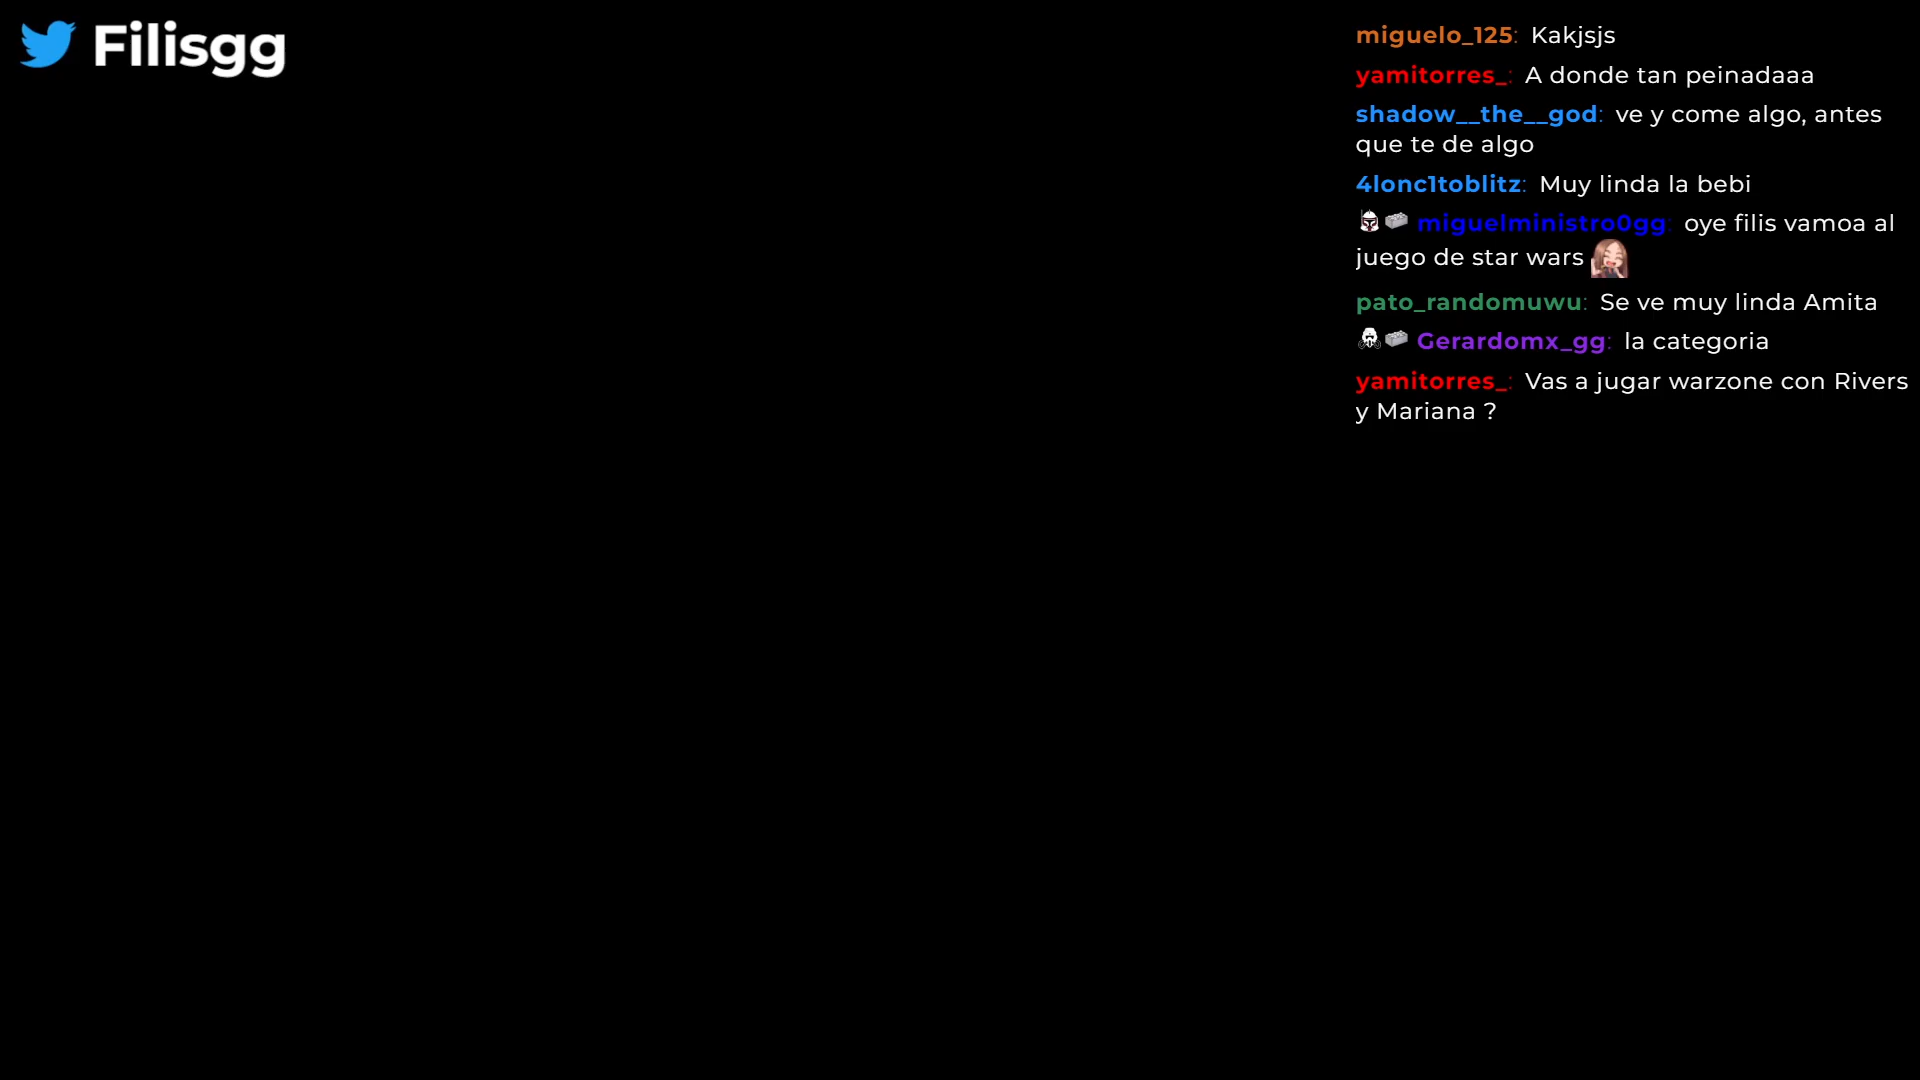 Filisgg
miguelo_125: Kakjsjs
yamitorres_: A donde tan peinadaaa
shadow__the__god: ve y come algo, antes
que te de algo
4lonc1toblitz: Muy linda la bebi
miguelministro0gg: oye filis vamoa al
juego de star wars
pato_randomuwu: Se ve muy linda Amita
Gerardomx_gg: la categoria
yamitorres_: Vas a jugar warzone con Rivers
y Mariana ?